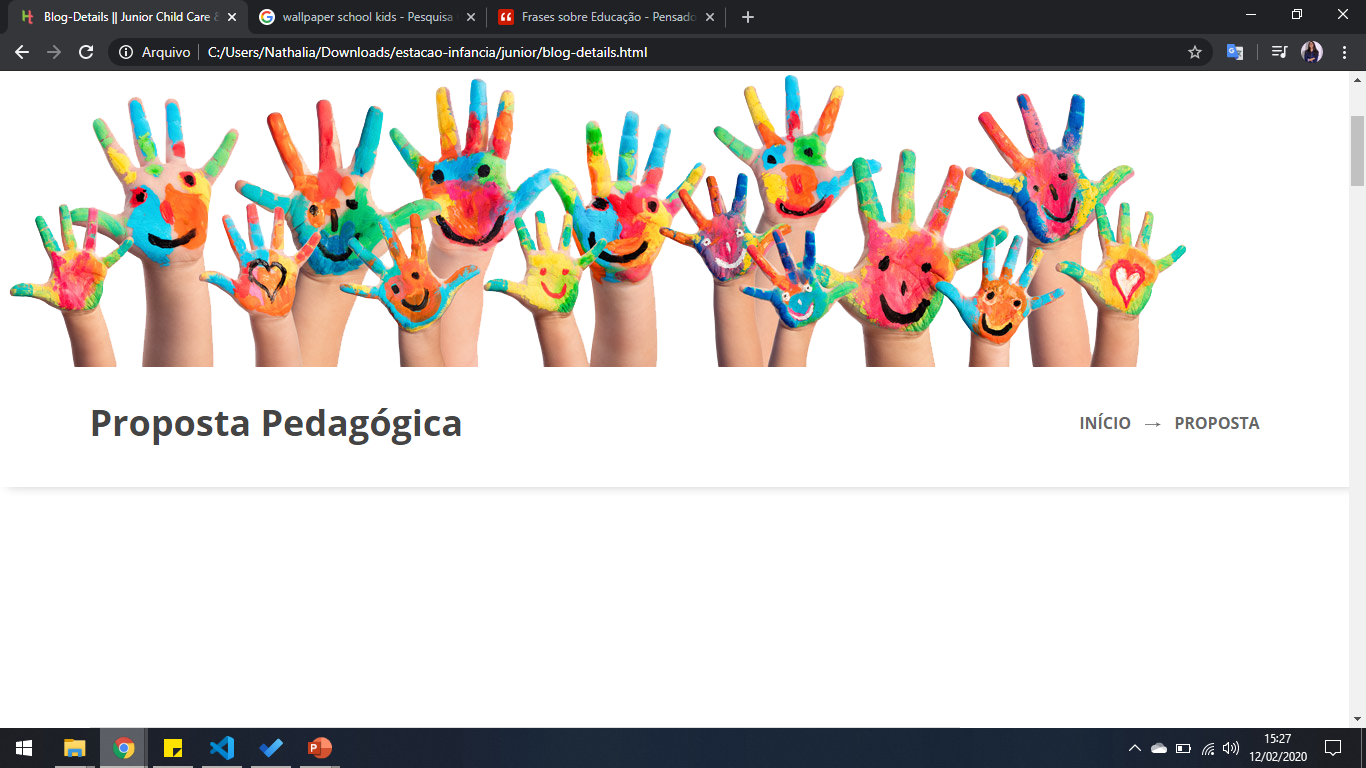 Blog-Details || Junior Child Care &
wallpaper school kids - Pesquisa
Frases sobre Educação - Pensado
Arquivo
C:/Users/Nathalia/Downloads/estacao-infancia/junior/blog-details.html
Proposta Pedagógica
INÍCIO → PROPOSTA
15:27
12/02/2020